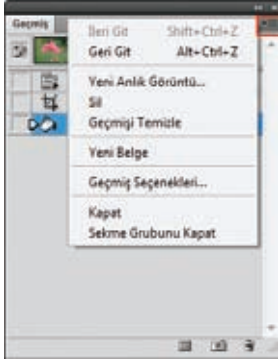 Geçmiş
İleri Git Shift+Ctrl+Z
Geri Git Alt+Ctrl+Z
Yeni Anlık Görüntü...
Sil
Geçmişi Temizle
Yeni Belge
Geçmiş Seçenekleri...
Kapat
Sekme Grubunu Kapat